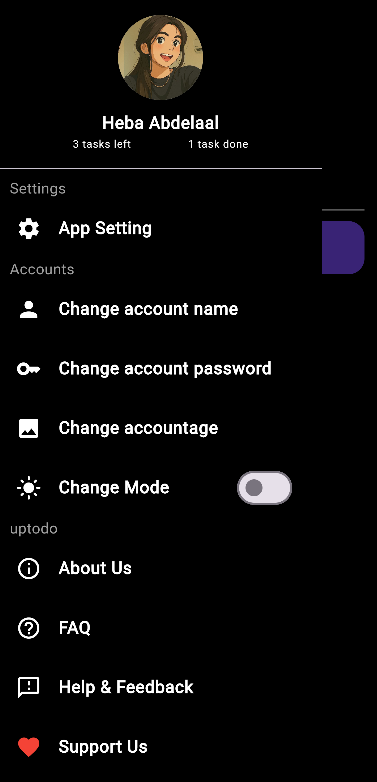 Heba Abdelaal
3 tasks left 1 task done
Settings
App Setting
Accounts
Change account name
Change account password
Change accountage
Change Mode
uptodo
About Us
FAQ
Help & Feedback
Support Us